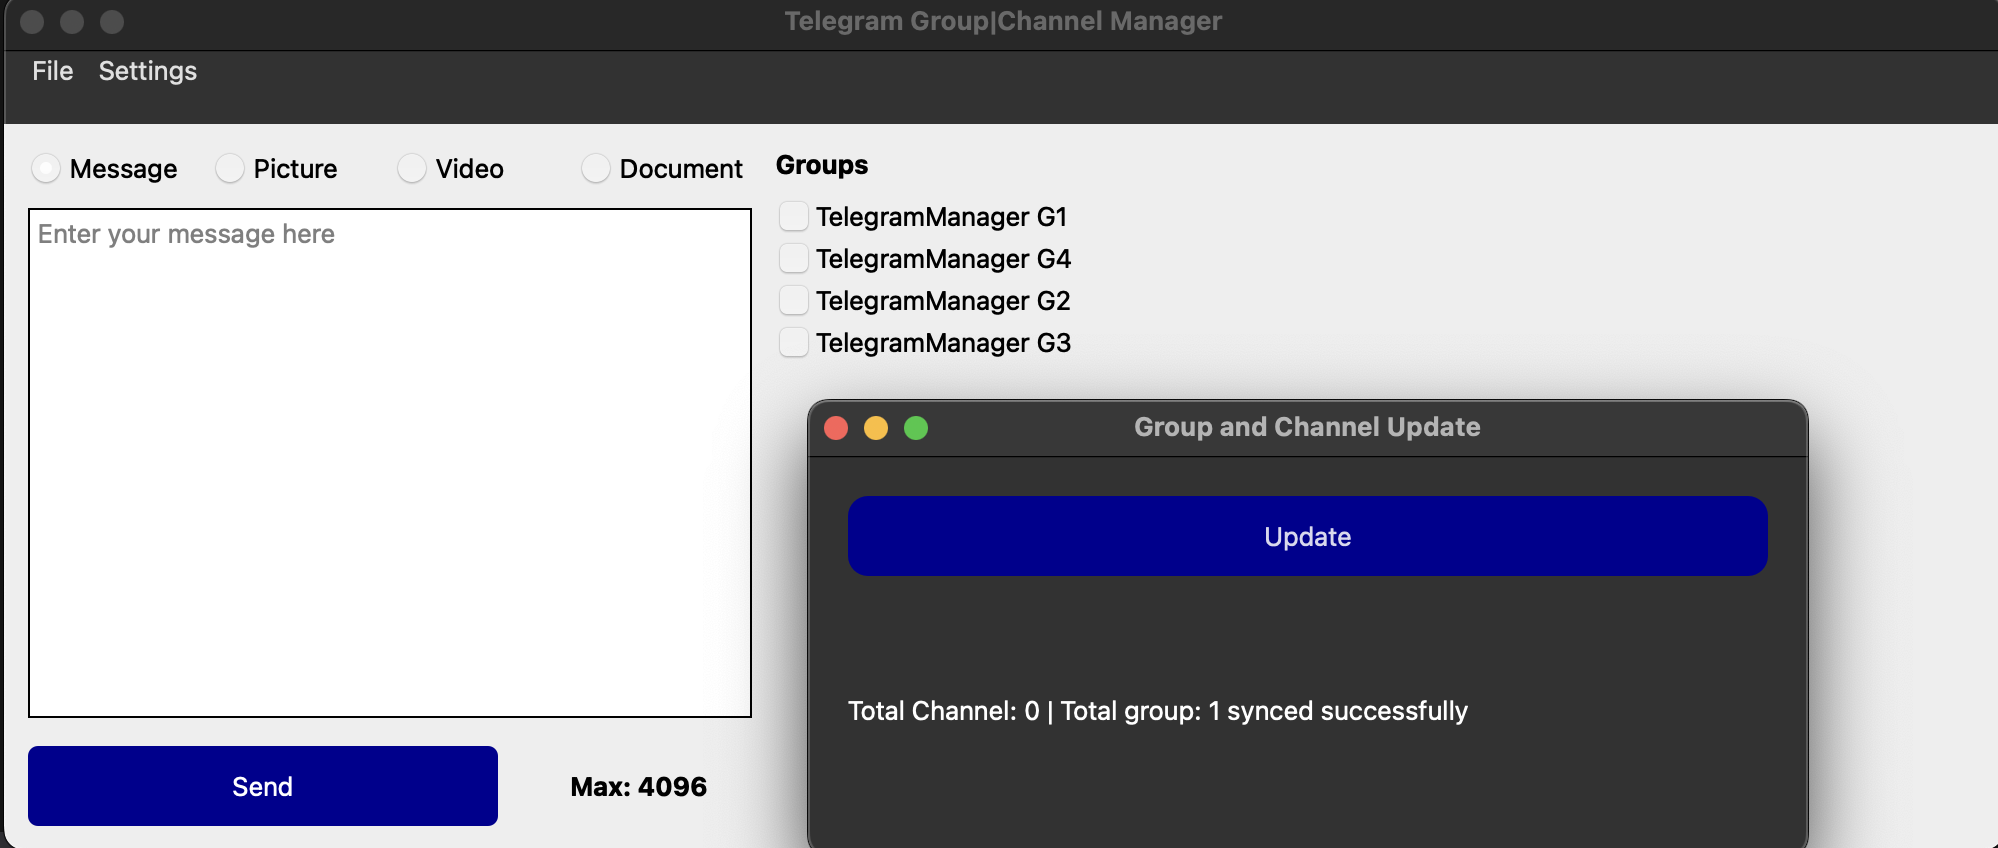 Telegram Group|Channel Manager
File Settings
Message Picture Video Document
Enter your message here
Send
Max: 4096
Groups
TelegramManager G1
TelegramManager G4
TelegramManager G2
TelegramManager G3
Group and Channel Update
Update
Total Channel: 0 | Total group: 1 synced successfully